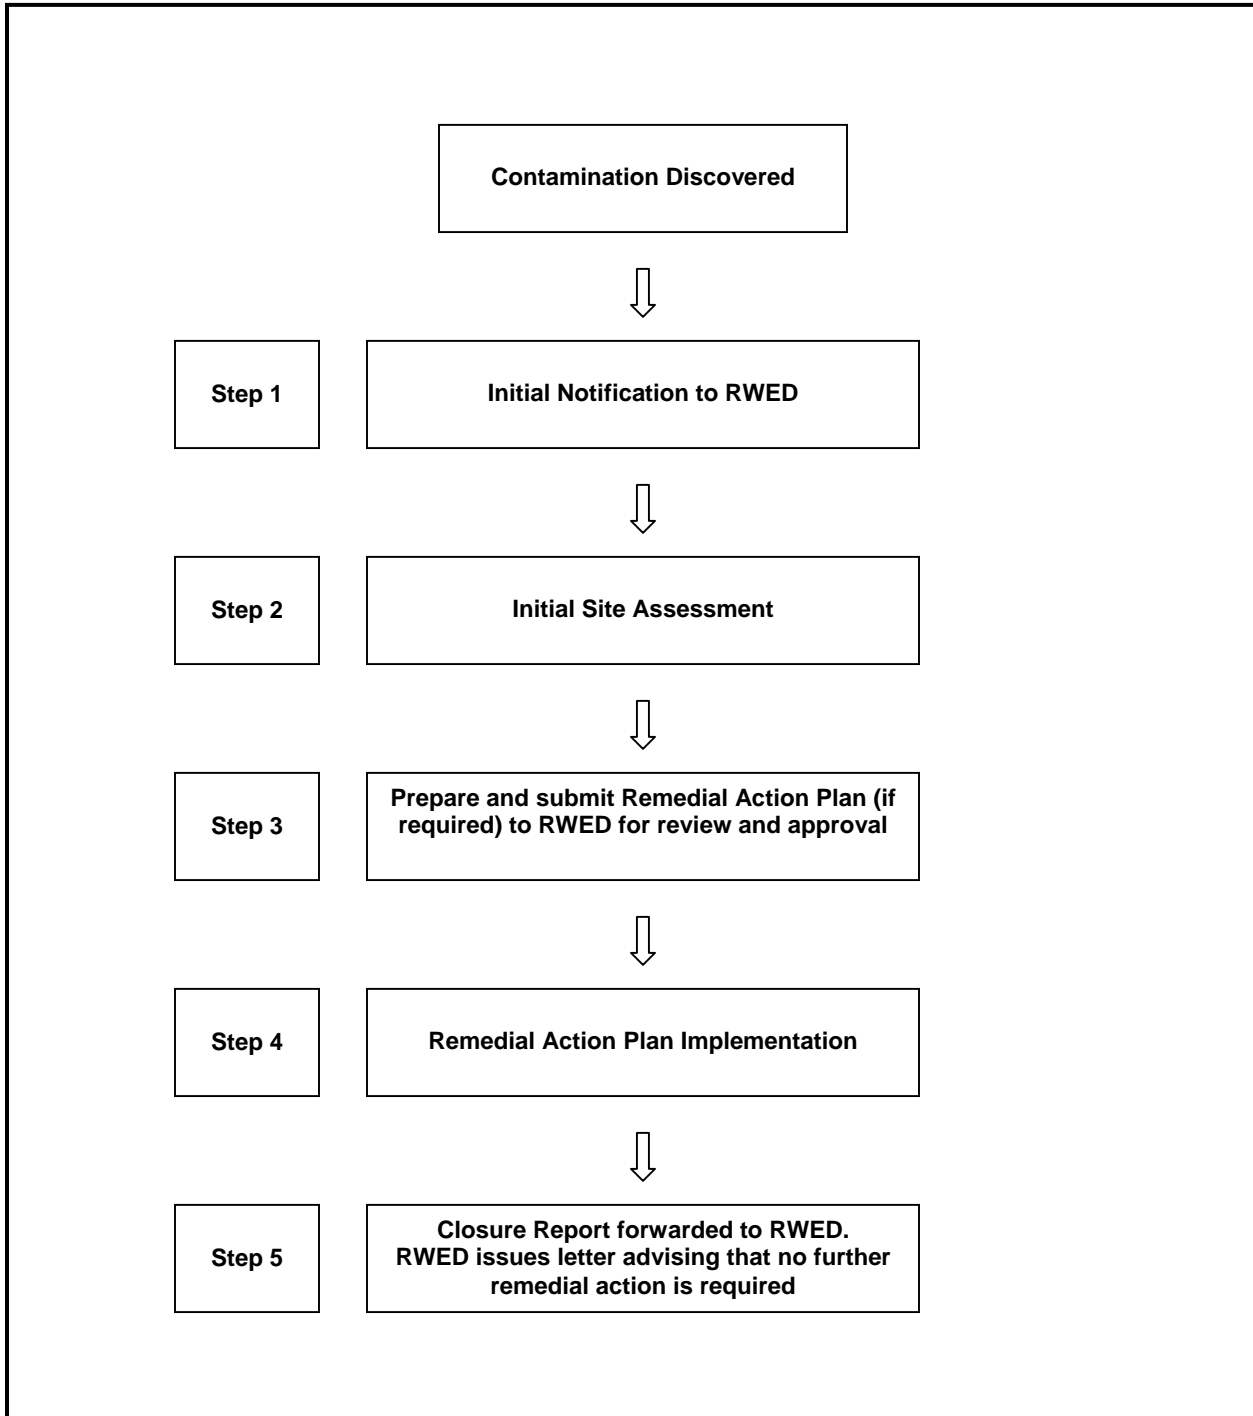 Contamination Discovered
Step 1
Initial Notification to RWED
Step 2
Initial Site Assessment
Step 3
Prepare and submit Remedial Action Plan (if
required) to RWED for review and approval
Step 4
Remedial Action Plan Implementation
Step 5
Closure Report forwarded to RWED.
RWED issues letter advising that no further
remedial action is required